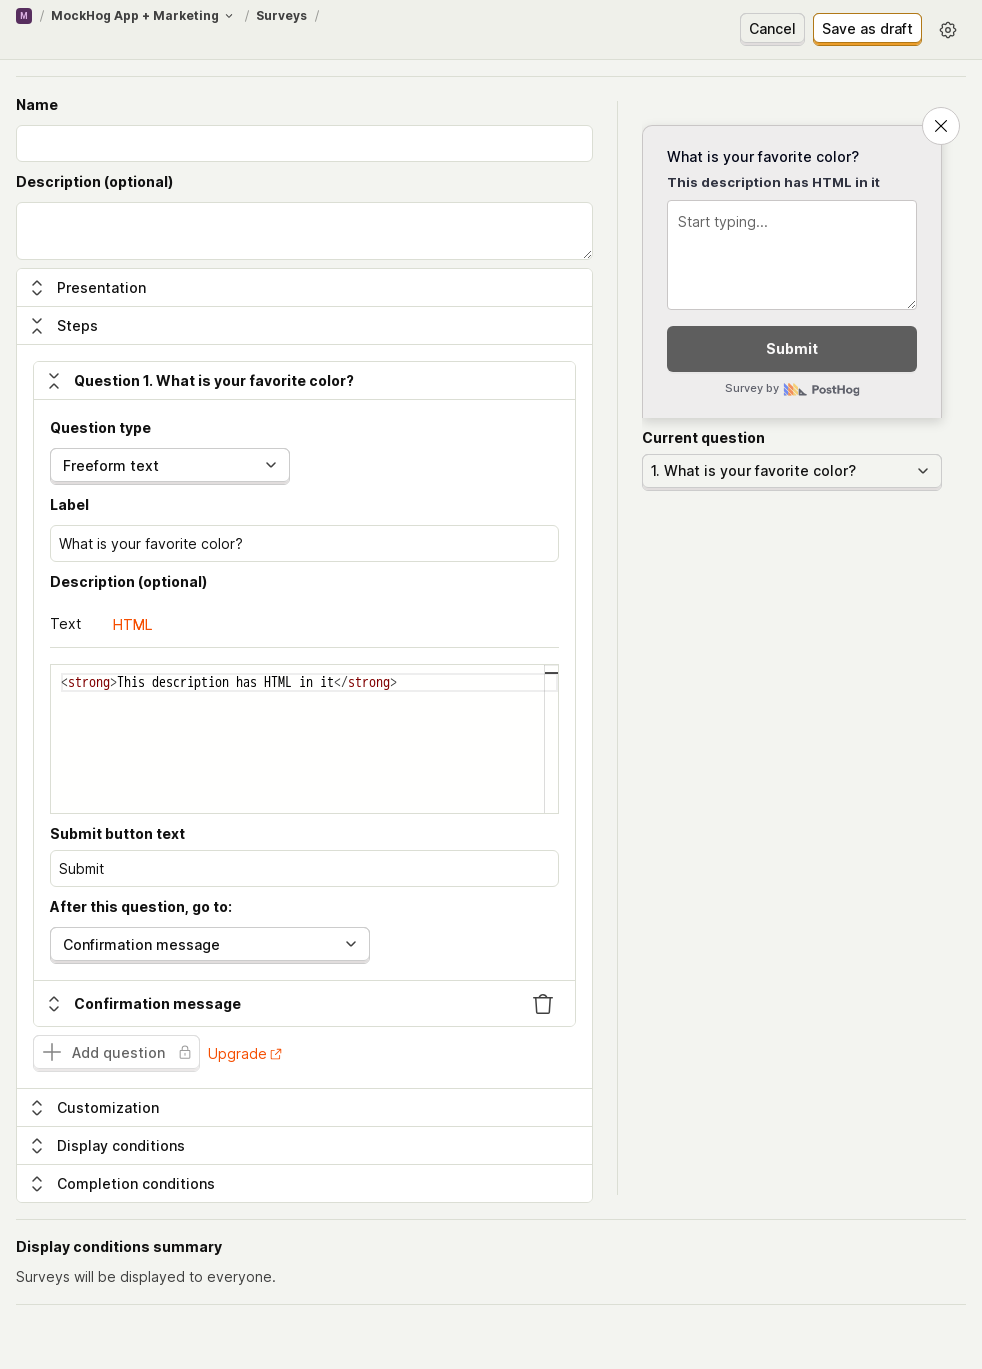 M / MockHog App + Marketing / Surveys /
Cancel
Save as draft
Name
Description (optional)
Presentation
Steps
Question 1. What is your favorite color?
Question type
Freeform text
Label
What is your favorite color?
Description (optional)
Text
HTML
<strong>This description has HTML in it</strong>
Submit button text
Submit
After this question, go to:
Confirmation message
Confirmation message
Add question
Upgrade
Customization
Display conditions
Completion conditions
What is your favorite color?
This description has HTML in it
Start typing...
Submit
Survey by PostHog
Current question
1. What is your favorite color?
Display conditions summary
Surveys will be displayed to everyone.